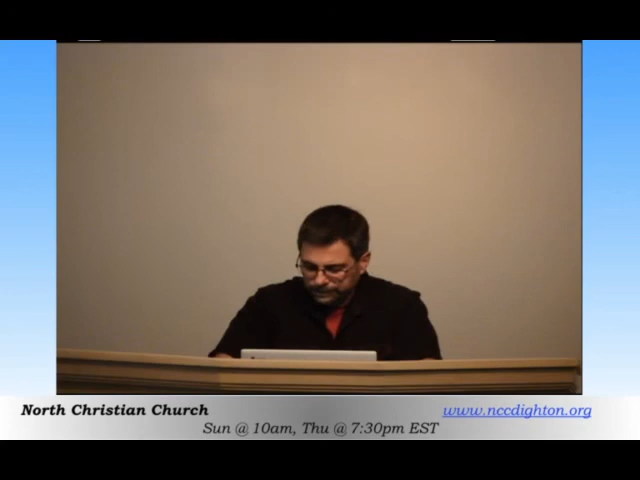 North Christian Church
www.nccdighton.org
Sun @ 10am, Thu @ 7:30pm EST